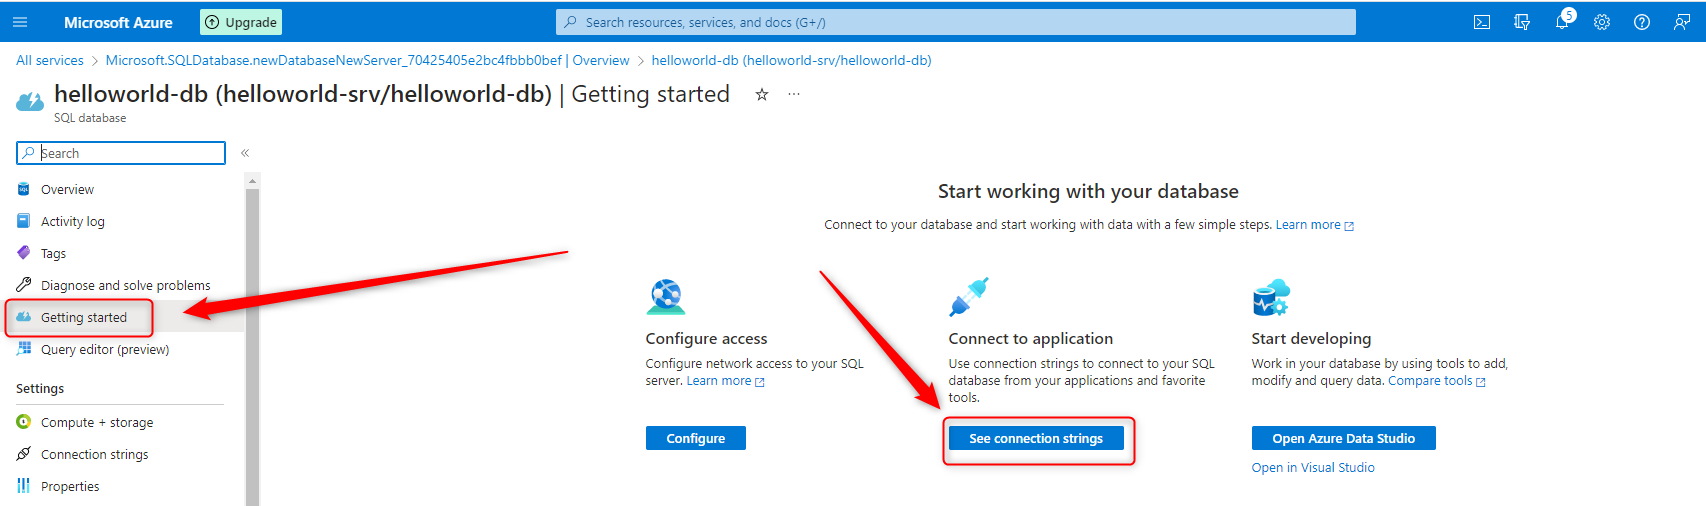 Microsoft Azure
Upgrade
Search resources, services, and docs (G+/)
5
All services > Microsoft.SQLDatabase.newDatabaseNewServer_70425405e2bc4fbbb0bef | Overview > helloworld-db (helloworld-srv/helloworld-db)
helloworld-db (helloworld-srv/helloworld-db) | Getting started
SQL database
Search
Overview
Activity log
Tags
Diagnose and solve problems
Getting started
Query editor (preview)
Settings
Compute + storage
Connection strings
Properties
Start working with your database
Connect to your database and start working with data with a few simple steps. Learn more
Configure access
Configure network access to your SQL
server. Learn more
Configure
Connect to application
Use connection strings to connect to your SQL
database from your applications and favorite
tools.
See connection strings
Start developing
Work in your database by using tools to add,
modify and query data. Compare tools
Open Azure Data Studio
Open in Visual Studio